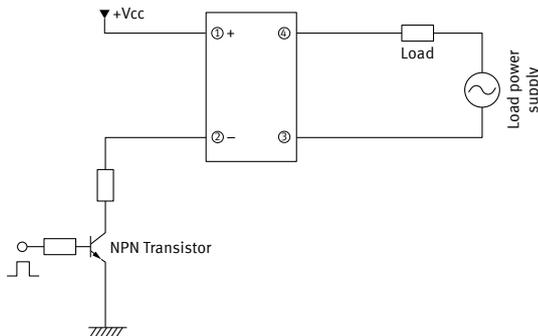 +Vcc
① +
④
Load
Load power
supply
② −
③
NPN Transistor